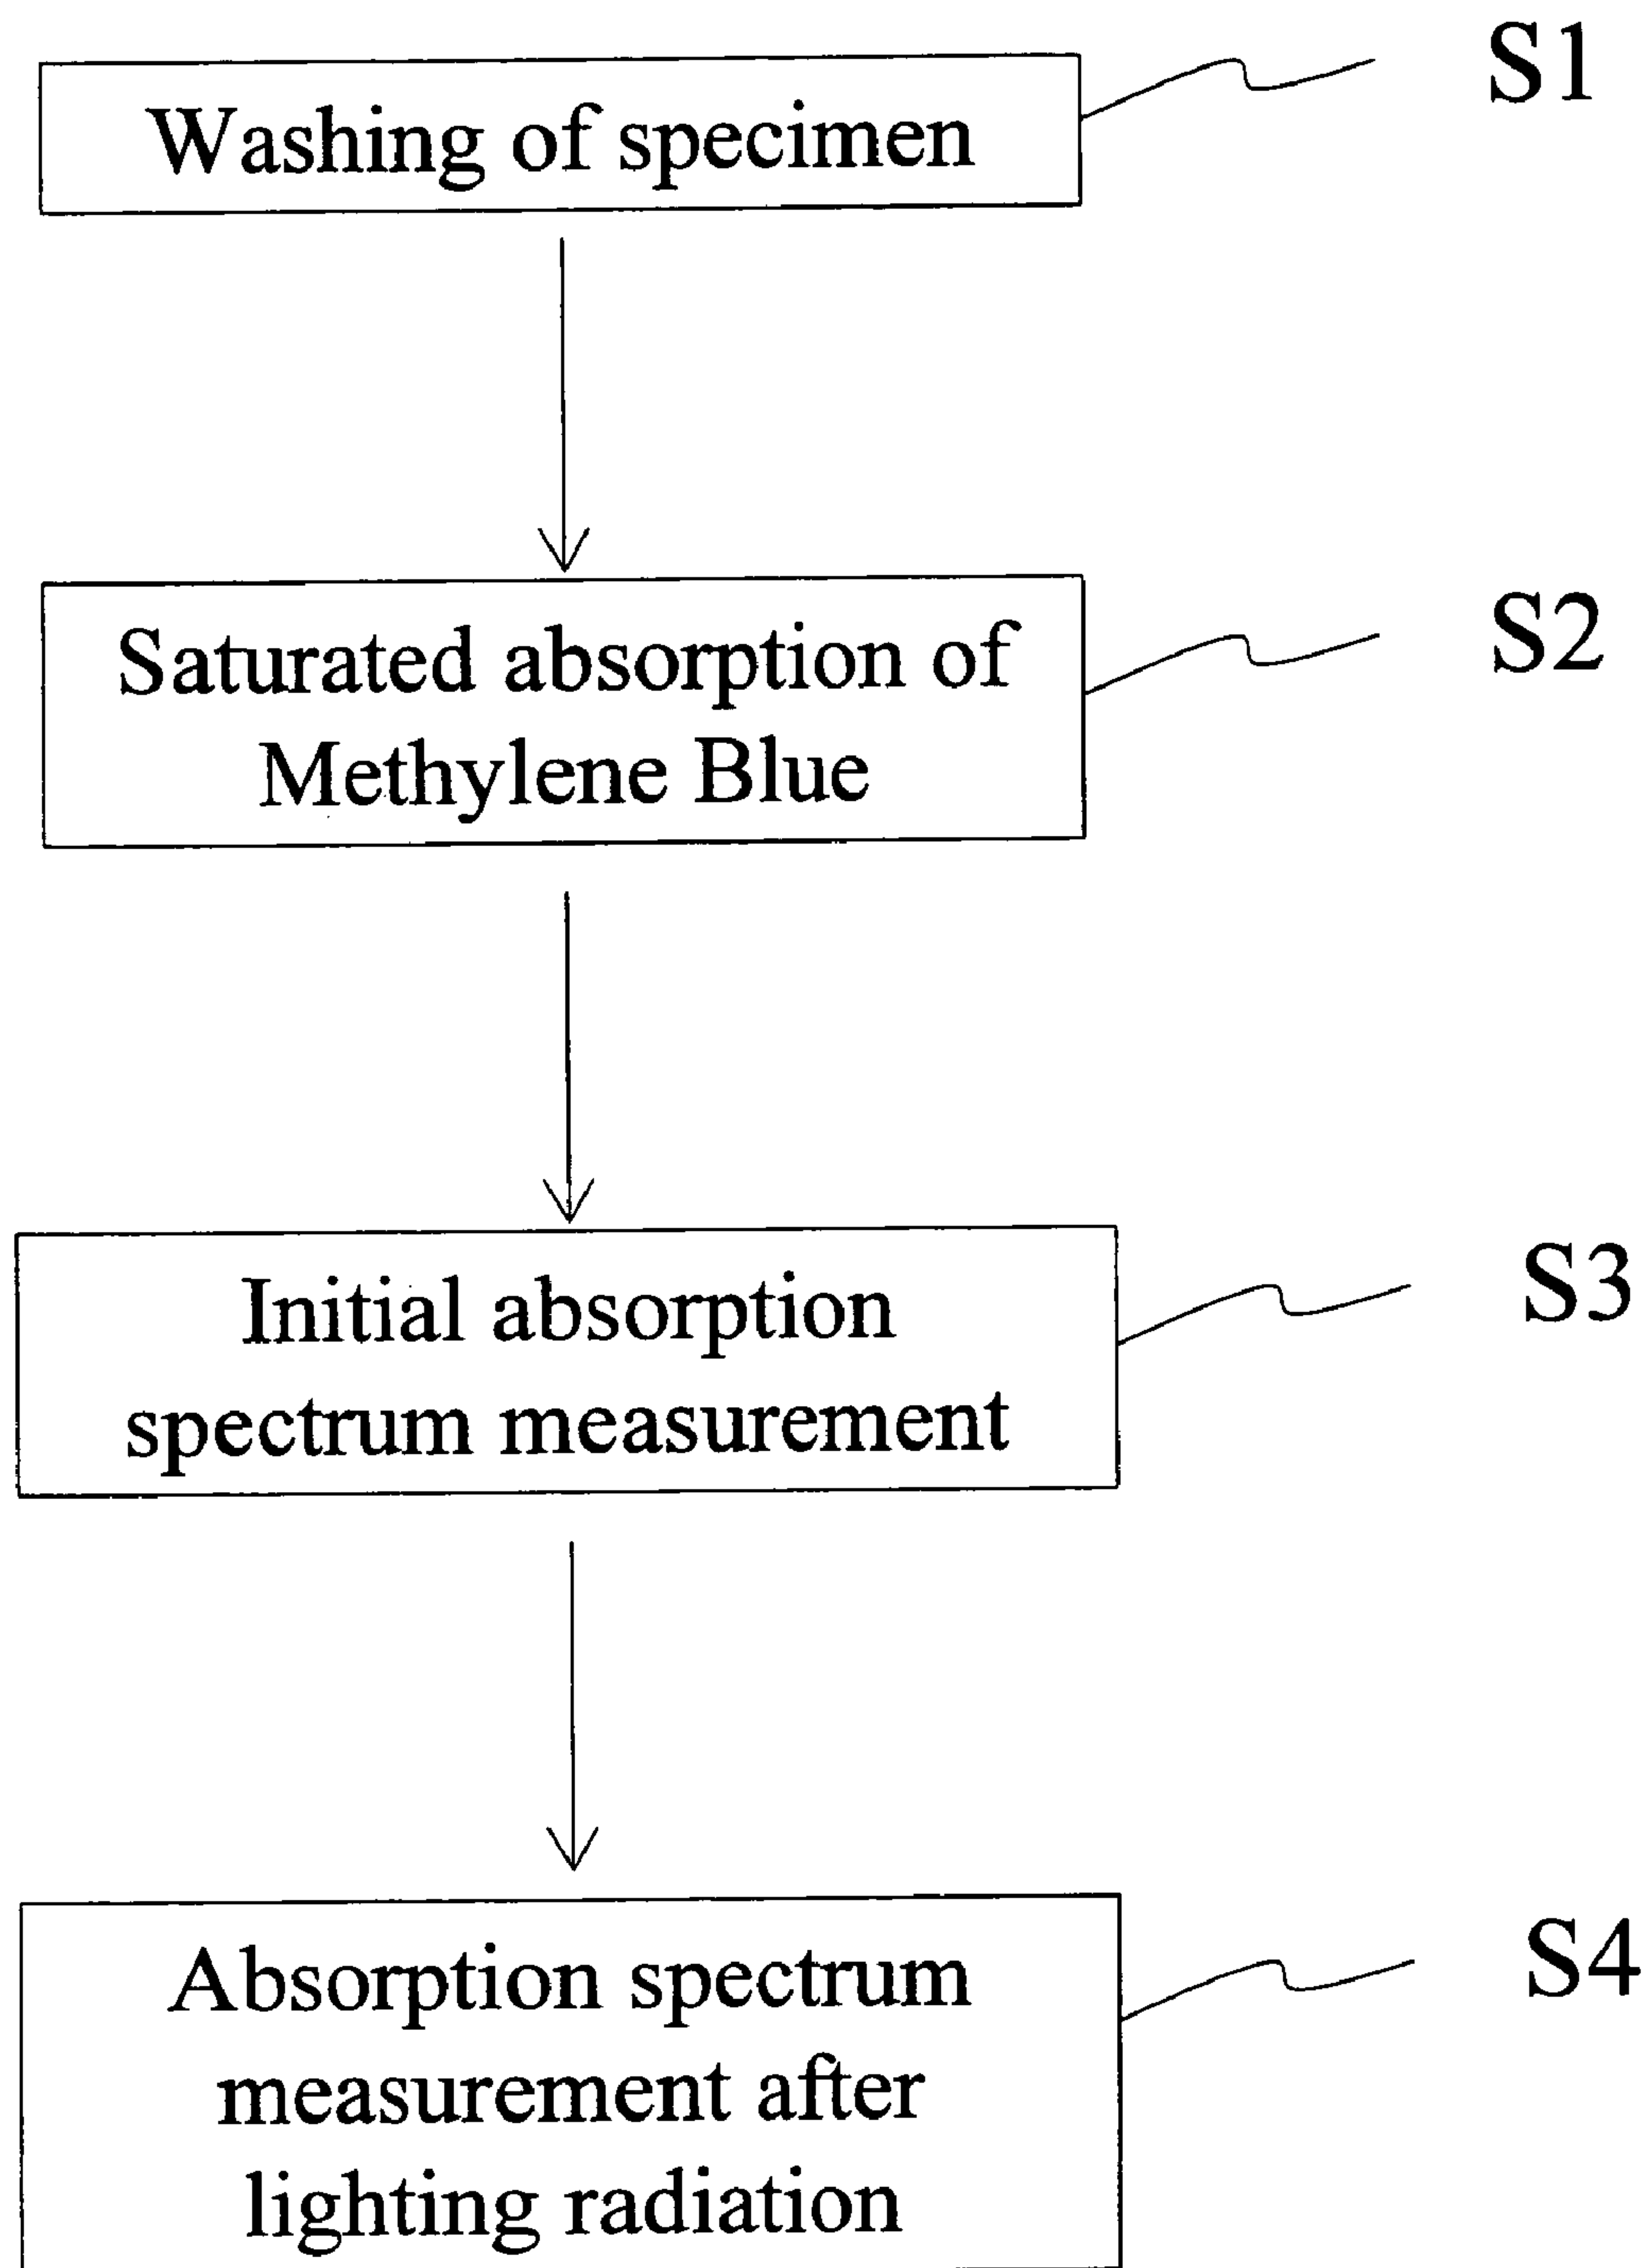 Washing of specimen
S1
Saturated absorption of
Methylene Blue
S2
Initial absorption
spectrum measurement
S3
Absorption spectrum
measurement after
lighting radiation
S4